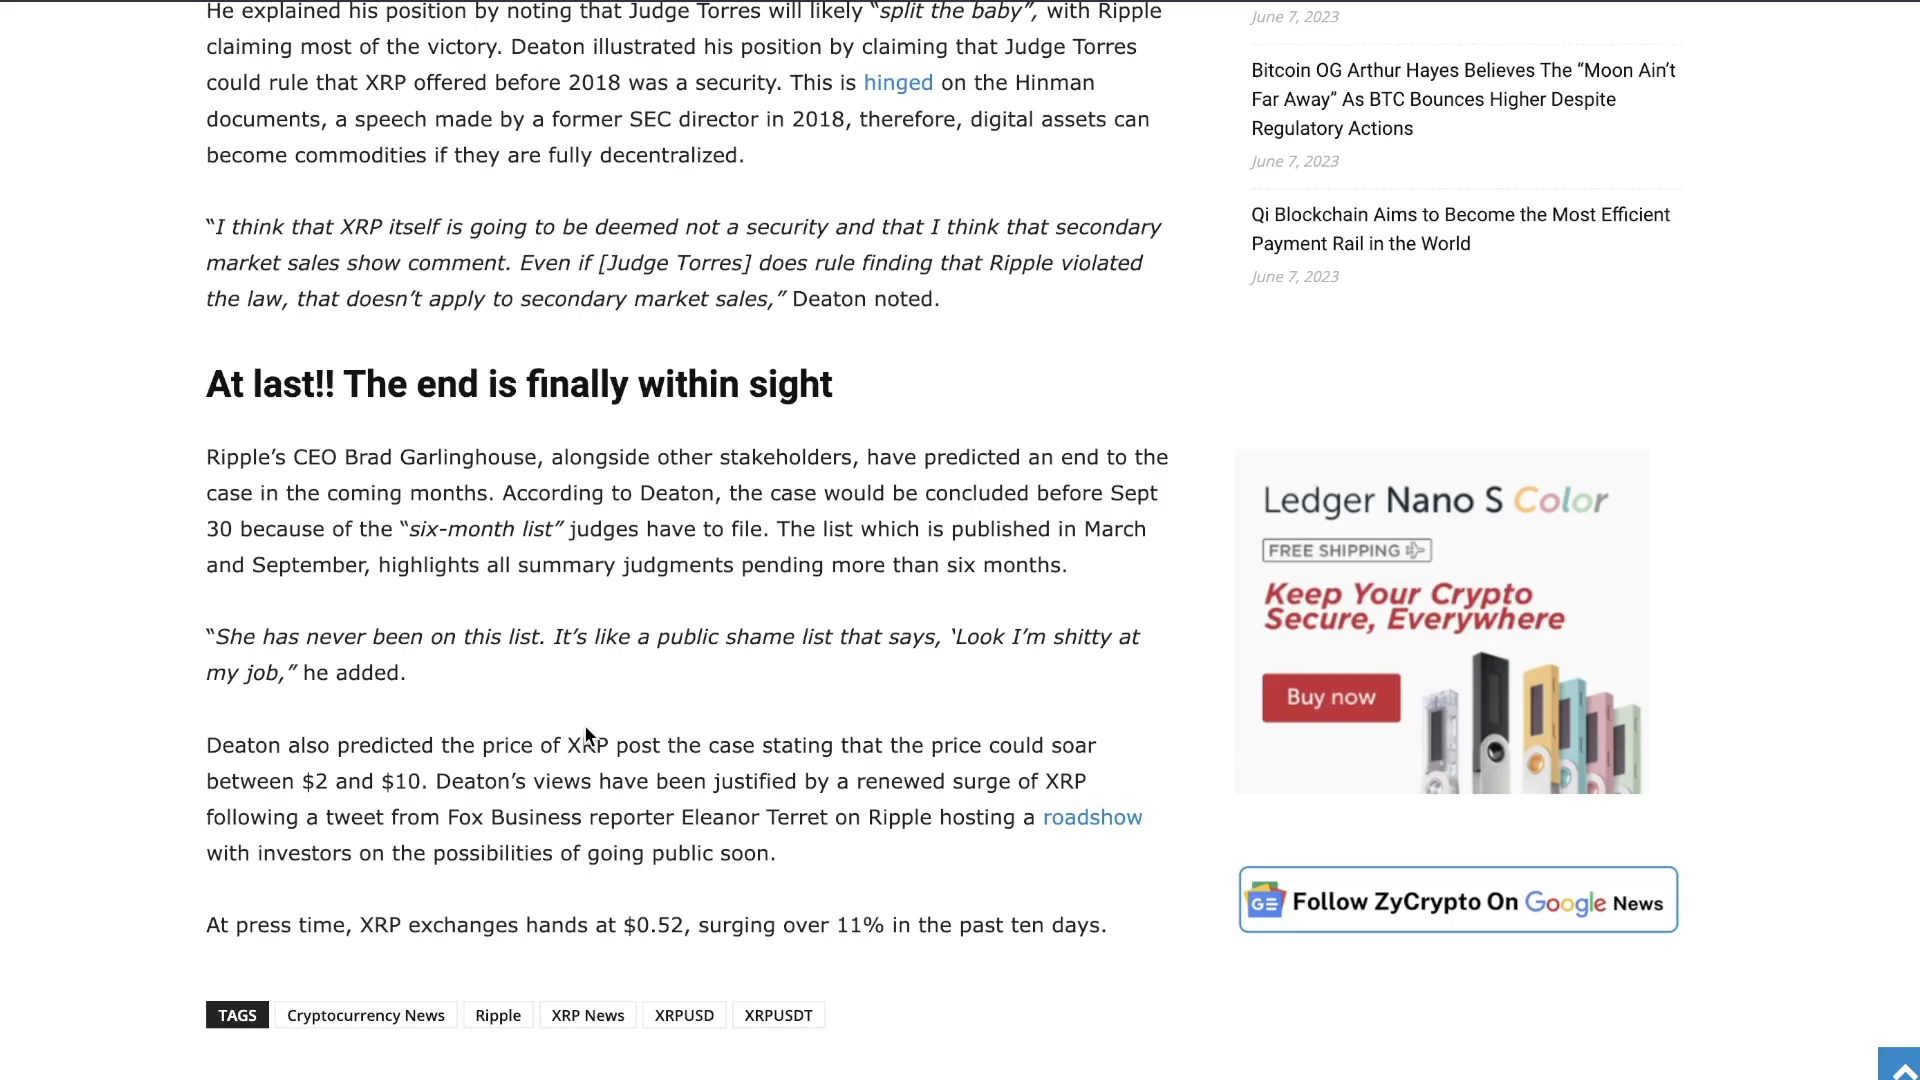 He explained his position by noting that Judge Torres will likely “split the baby”, with Ripple
claiming most of the victory. Deaton illustrated his position by claiming that Judge Torres
could rule that XRP offered before 2018 was a security. This is hinged on the Hinman
documents, a speech made by a former SEC director in 2018, therefore, digital assets can
become commodities if they are fully decentralized.
“I think that XRP itself is going to be deemed not a security and that I think that secondary
market sales show comment. Even if [Judge Torres] does rule finding that Ripple violated
the law, that doesn’t apply to secondary market sales,” Deaton noted.
At last!! The end is finally within sight
Ripple’s CEO Brad Garlinghouse, alongside other stakeholders, have predicted an end to the
case in the coming months. According to Deaton, the case would be concluded before Sept
30 because of the “six-month list” judges have to file. The list which is published in March
and September, highlights all summary judgments pending more than six months.
“She has never been on this list. It’s like a public shame list that says, ‘Look I’m shitty at
my job,” he added.
Deaton also predicted the price of XRP post the case stating that the price could soar
between $2 and $10. Deaton’s views have been justified by a renewed surge of XRP
following a tweet from Fox Business reporter Eleanor Terret on Ripple hosting a roadshow
with investors on the possibilities of going public soon.
At press time, XRP exchanges hands at $0.52, surging over 11% in the past ten days.
TAGS Cryptocurrency News Ripple XRP News XRPUSD XRPUSDT
June 7, 2023
Bitcoin OG Arthur Hayes Believes The “Moon Ain’t
Far Away” As BTC Bounces Higher Despite
Regulatory Actions
June 7, 2023
Qi Blockchain Aims to Become the Most Efficient
Payment Rail in the World
June 7, 2023
Ledger Nano S Color
FREE SHIPPING
Keep Your Crypto
Secure, Everywhere
Buy now
GE Follow ZyCrypto On Google News